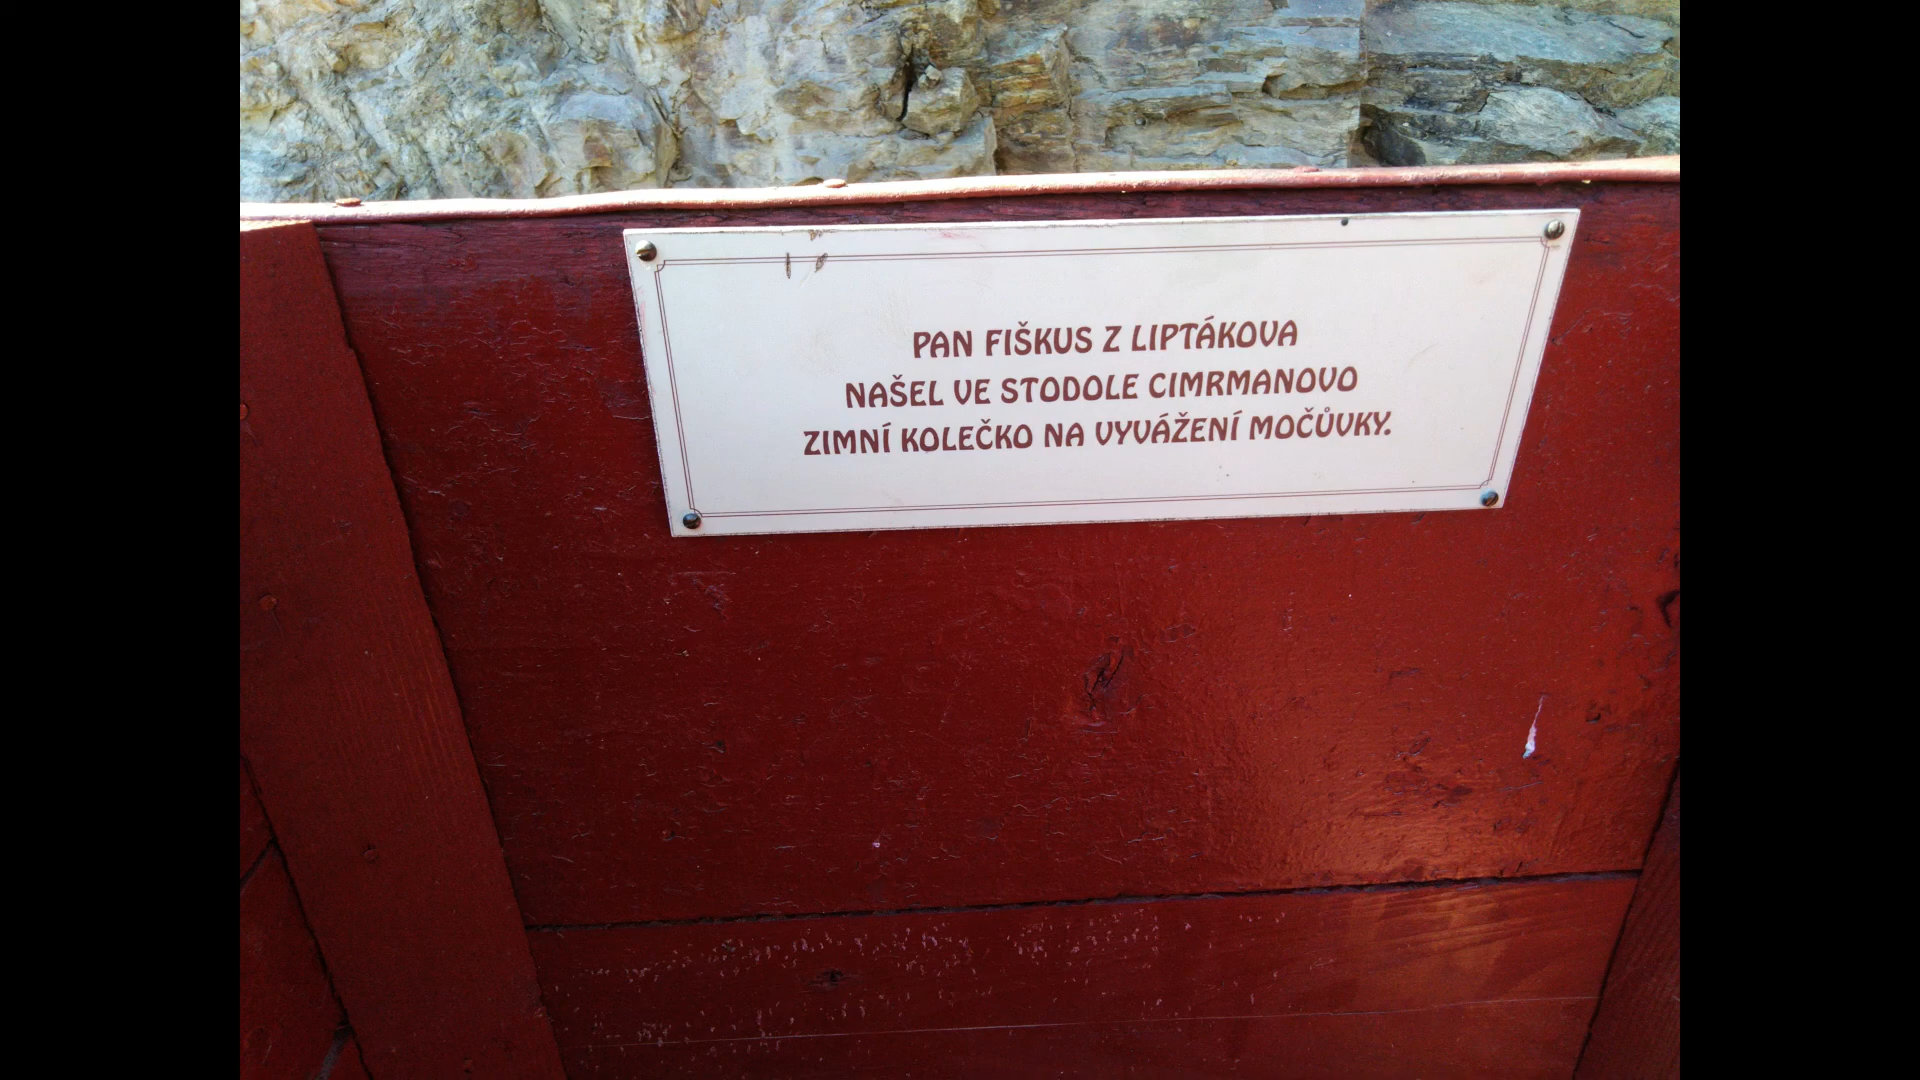 PAN FIŠKUS Z LIPTÁKOVA
NAŠEL VE STODOLE CIMRMANOVO
ZIMNÍ KOLEČKO NA VYVÁŽENÍ MOČŮVKY.